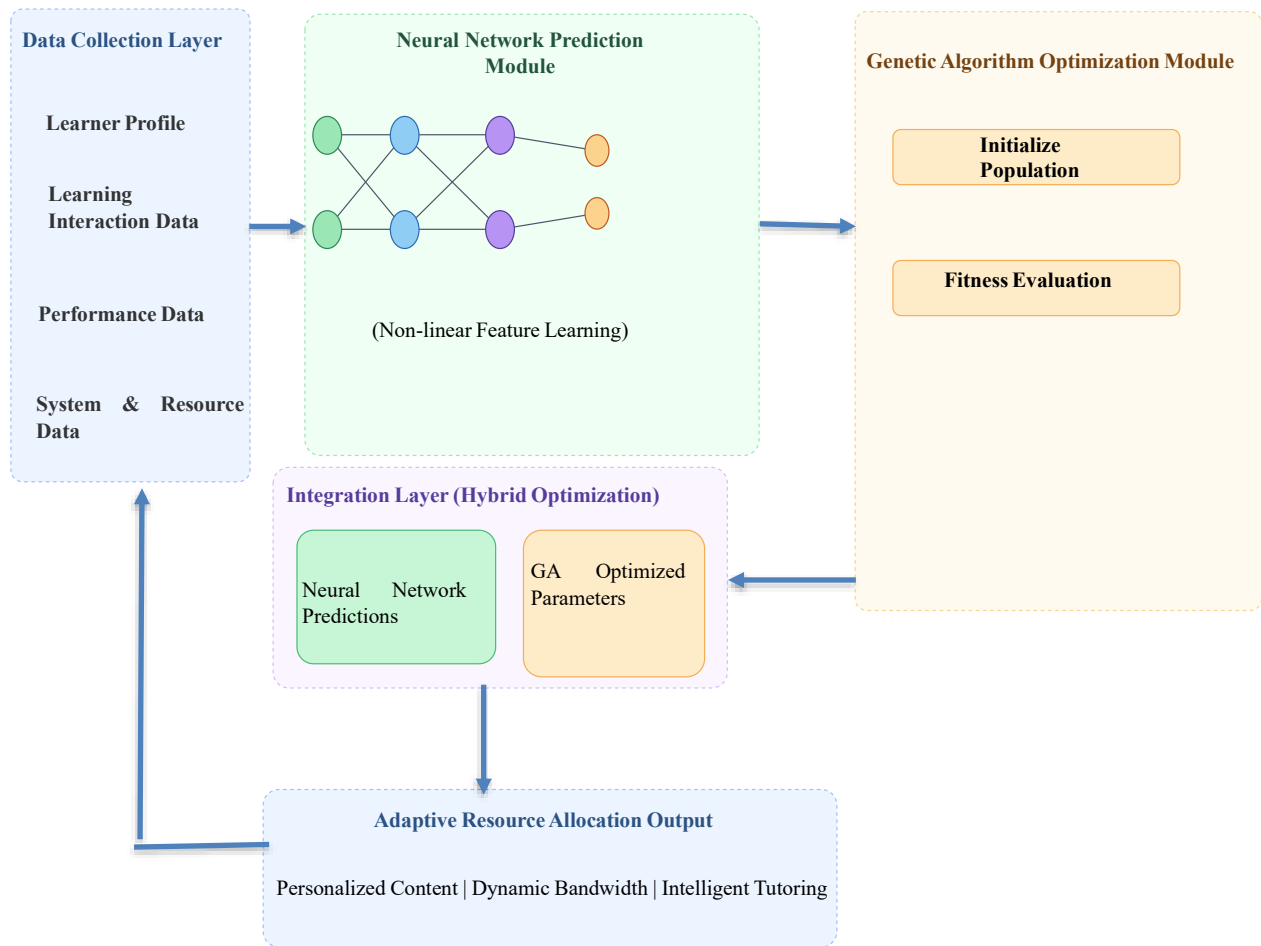 Data Collection Layer
Learner Profile
Learning
Interaction Data
Performance Data
System & Resource
Data
Neural Network Prediction
Module
(Non-linear Feature Learning)
Genetic Algorithm Optimization Module
Initialize
Population
Fitness Evaluation
Integration Layer (Hybrid Optimization)
Neural Network
Predictions
GA Optimized
Parameters
Adaptive Resource Allocation Output
Personalized Content | Dynamic Bandwidth | Intelligent Tutoring